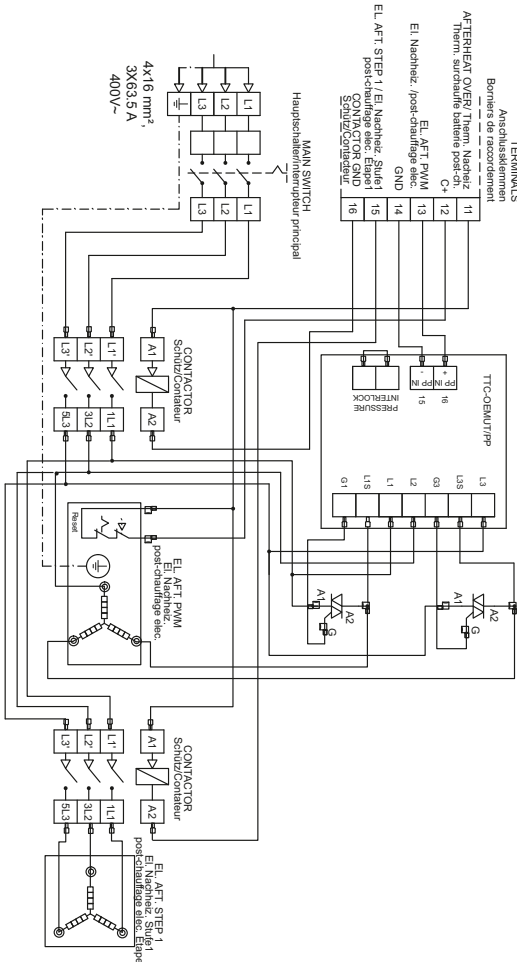 TERMINALS
Anschlussklemmen
Borniers de raccordement
AFTERHEAT OVER/ Therm. Nacheiz
Therm. surchauffe batterie post-ch.
C+
EL. AFT. PWM
El. Nachheiz. /post-chauffage elec.
GND
EL. AFT. STEP 1 / El. Nachheiz. Stufe1
post-chauffage elec. Etape1
CONTACTOR GND
Schütz/Contacteur
11
12
13
14
15
16
TTC-OEMUT/PP
+
PP IN
16
-
PP IN
15
PRESSURE
INTERLOCK
L3
L3S
G3
L2
L1
L1S
G1
A1
A2
G
A1
A2
G
MAIN SWITCH
Hauptschalter/interrupteur principal
L1
L2
L3
L1
L2
L3
4x16 mm²,
3X63.5 A
400V~
CONTACTOR
Schütz/Contateur
A1
A2
L1'
L2'
L3'
1L1
3L2
5L3
Reset
EL. AFT. PWM
El. Nachheiz,
post-chauffage elec.
CONTACTOR
Schütz/Contateur
A1
A2
L1'
L2'
L3'
1L1
3L2
5L3
EL. AFT. STEP 1
El. Nachheiz. Stufe1
post-chauffage elec. Etape